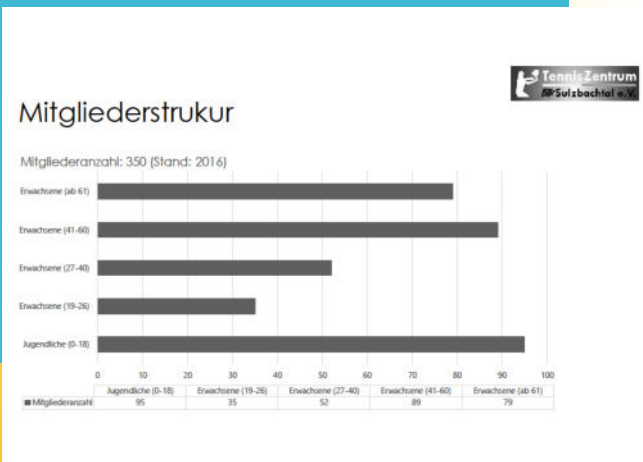 TennisZentrum
Sulzbachtal e.V.
Mitgliederstrukur
Mitgliederanzahl: 350 (Stand: 2016)
Erwachsene (ab 61)
Erwachsene (41-60)
Erwachsene (27-40)
Erwachsene (19-26)
Jugendliche (0-18)
0 10 20 30 40 50 60 70 80 90 100
Jugendliche (0-18) Erwachsene (19-26) Erwachsene (27-40) Erwachsene (41-60) Erwachsene (ab 61)
Mitgliederanzahl 95 35 52 89 79